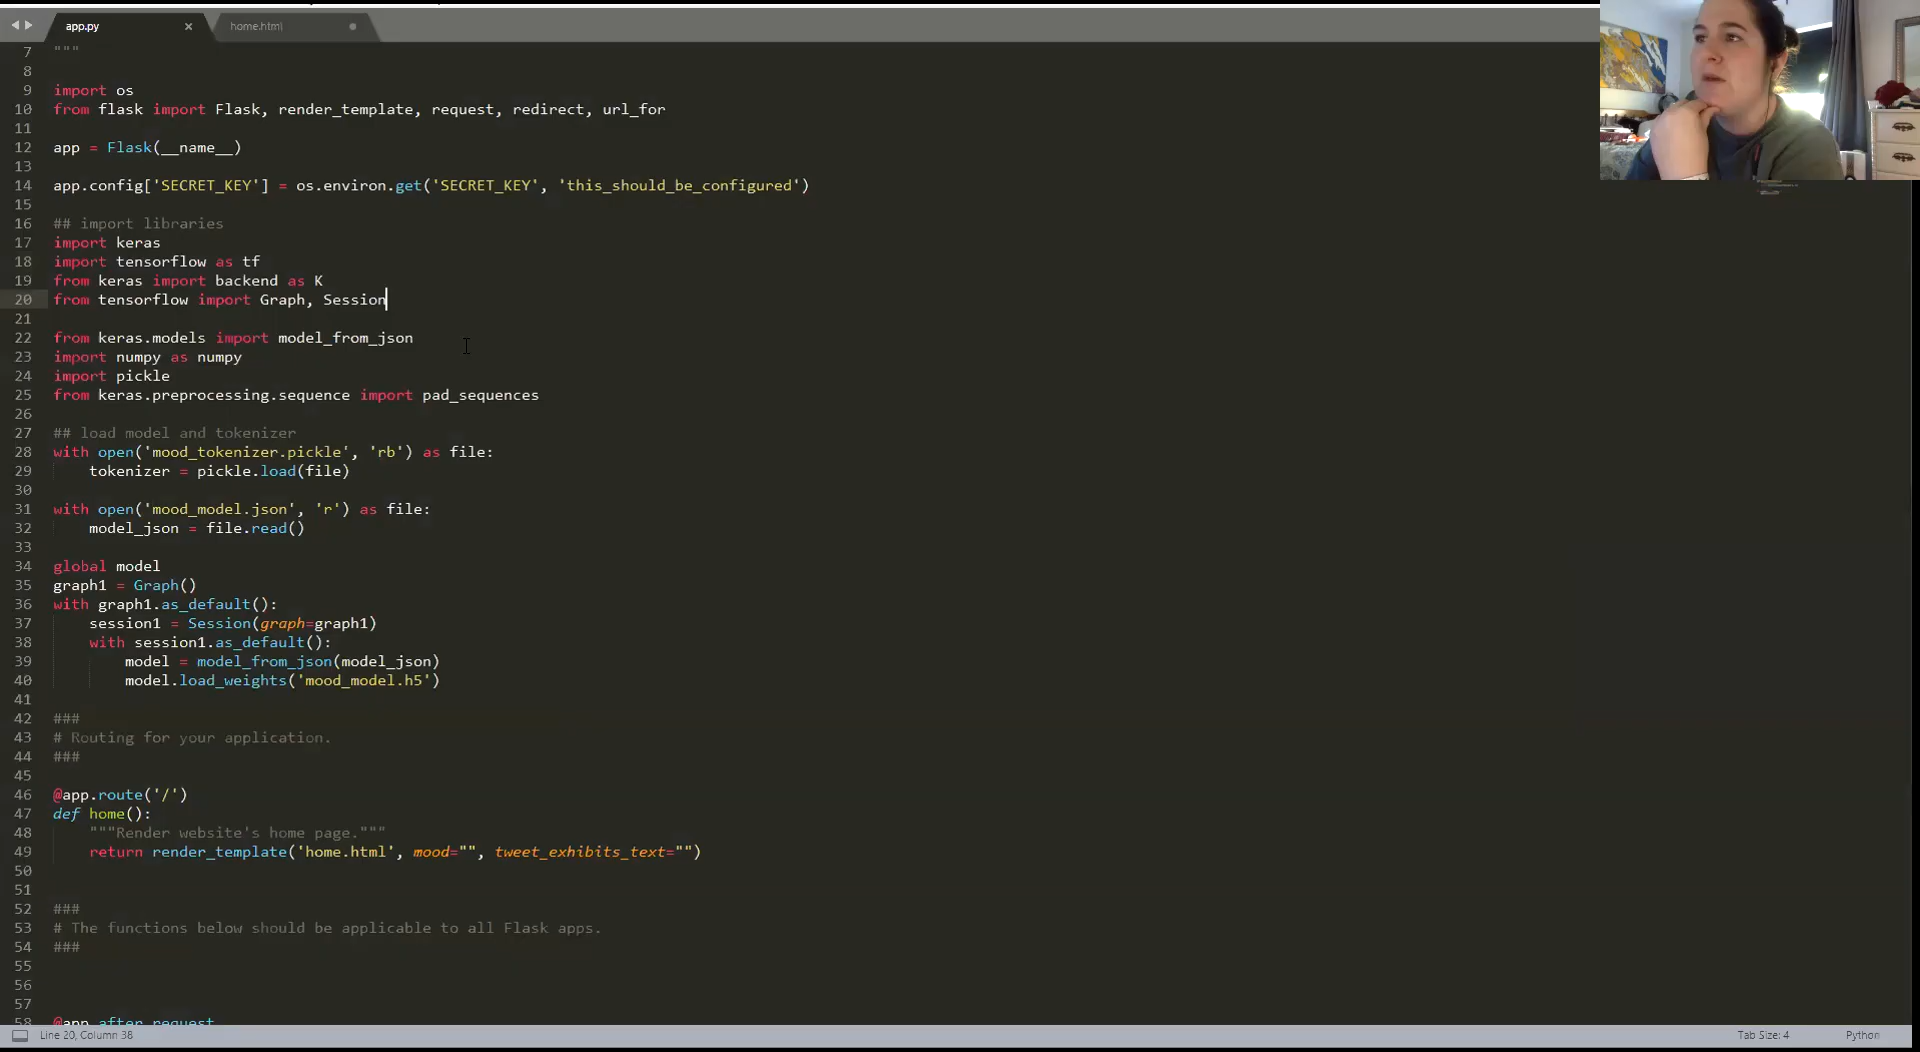 app.py
home.html
7 """
8
9 import os
10 from flask import Flask, render_template, request, redirect, url_for
11
12 app = Flask(__name__)
13
14 app.config['SECRET_KEY'] = os.environ.get('SECRET_KEY', 'this_should_be_configured')
15
16 ## import libraries
17 import keras
18 import tensorflow as tf
19 from keras import backend as K
20 from tensorflow import Graph, Session
21
22 from keras.models import model_from_json
23 import numpy as numpy
24 import pickle
25 from keras.preprocessing.sequence import pad_sequences
26
27 ## load model and tokenizer
28 with open('mood_tokenizer.pickle', 'rb') as file:
29     tokenizer = pickle.load(file)
30
31 with open('mood_model.json', 'r') as file:
32     model_json = file.read()
33
34 global model
35 graph1 = Graph()
36 with graph1.as_default():
37     session1 = Session(graph=graph1)
38     with session1.as_default():
39         model = model_from_json(model_json)
40         model.load_weights('mood_model.h5')
41
42 ###
43 # Routing for your application.
44 ###
45
46 @app.route('/')
47 def home():
48     """Render website's home page."""
49     return render_template('home.html', mood="", tweet_exhibits_text="")
50
51
52 ###
53 # The functions below should be applicable to all Flask apps.
54 ###
55
56
57
58 @app.after_request
Line 20, Column 38
Tab Size: 4
Python